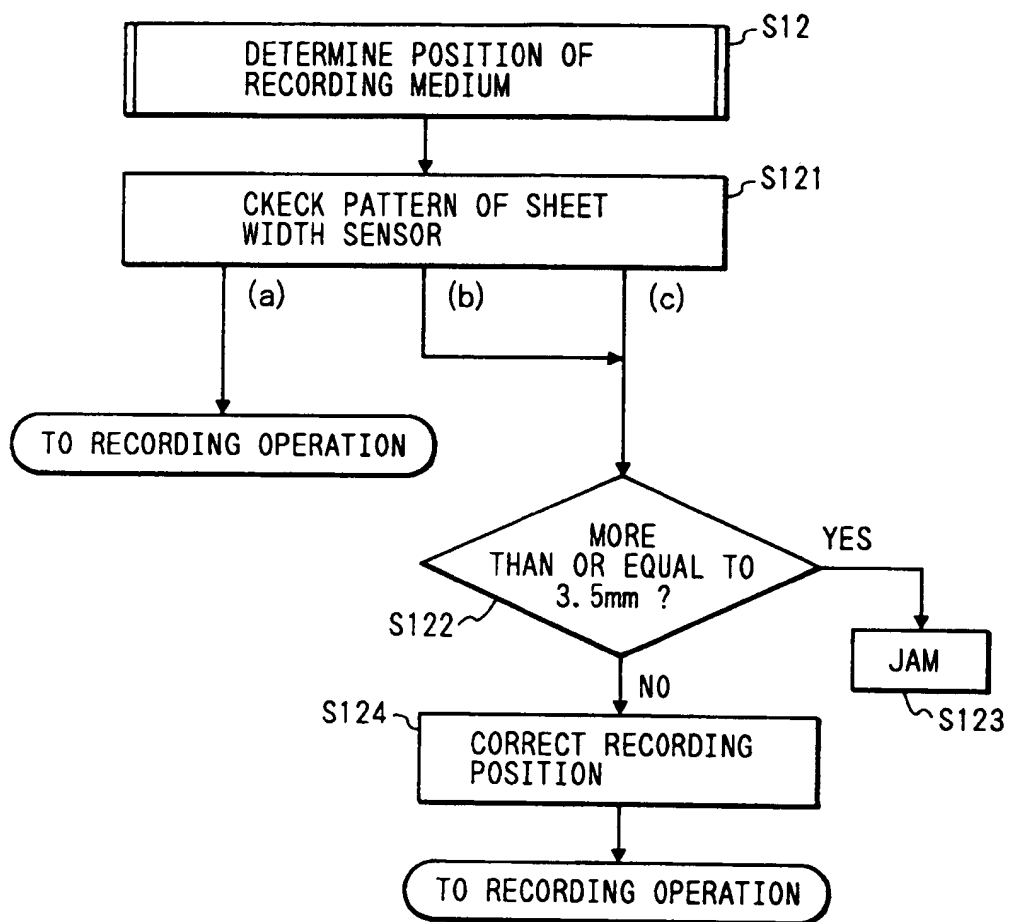 DETERMINE POSITION OF
RECORDING MEDIUM
S12
CKECK PATTERN OF SHEET
WIDTH SENSOR
S121
(a)
(b)
(c)
TO RECORDING OPERATION
MORE
THAN OR EQUAL TO
3.5mm ?
YES
S122
JAM
S123
NO
S124
CORRECT RECORDING
POSITION
TO RECORDING OPERATION